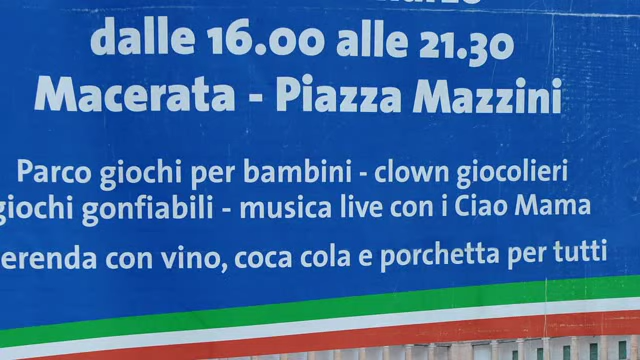 dalle 16.00 alle 21.30
Macerata - Piazza Mazzini
Parco giochi per bambini - clown giocolieri
giochi gonfiabili - musica live con i Ciao Mama
erenda con vino, coca cola e porchetta per tutti